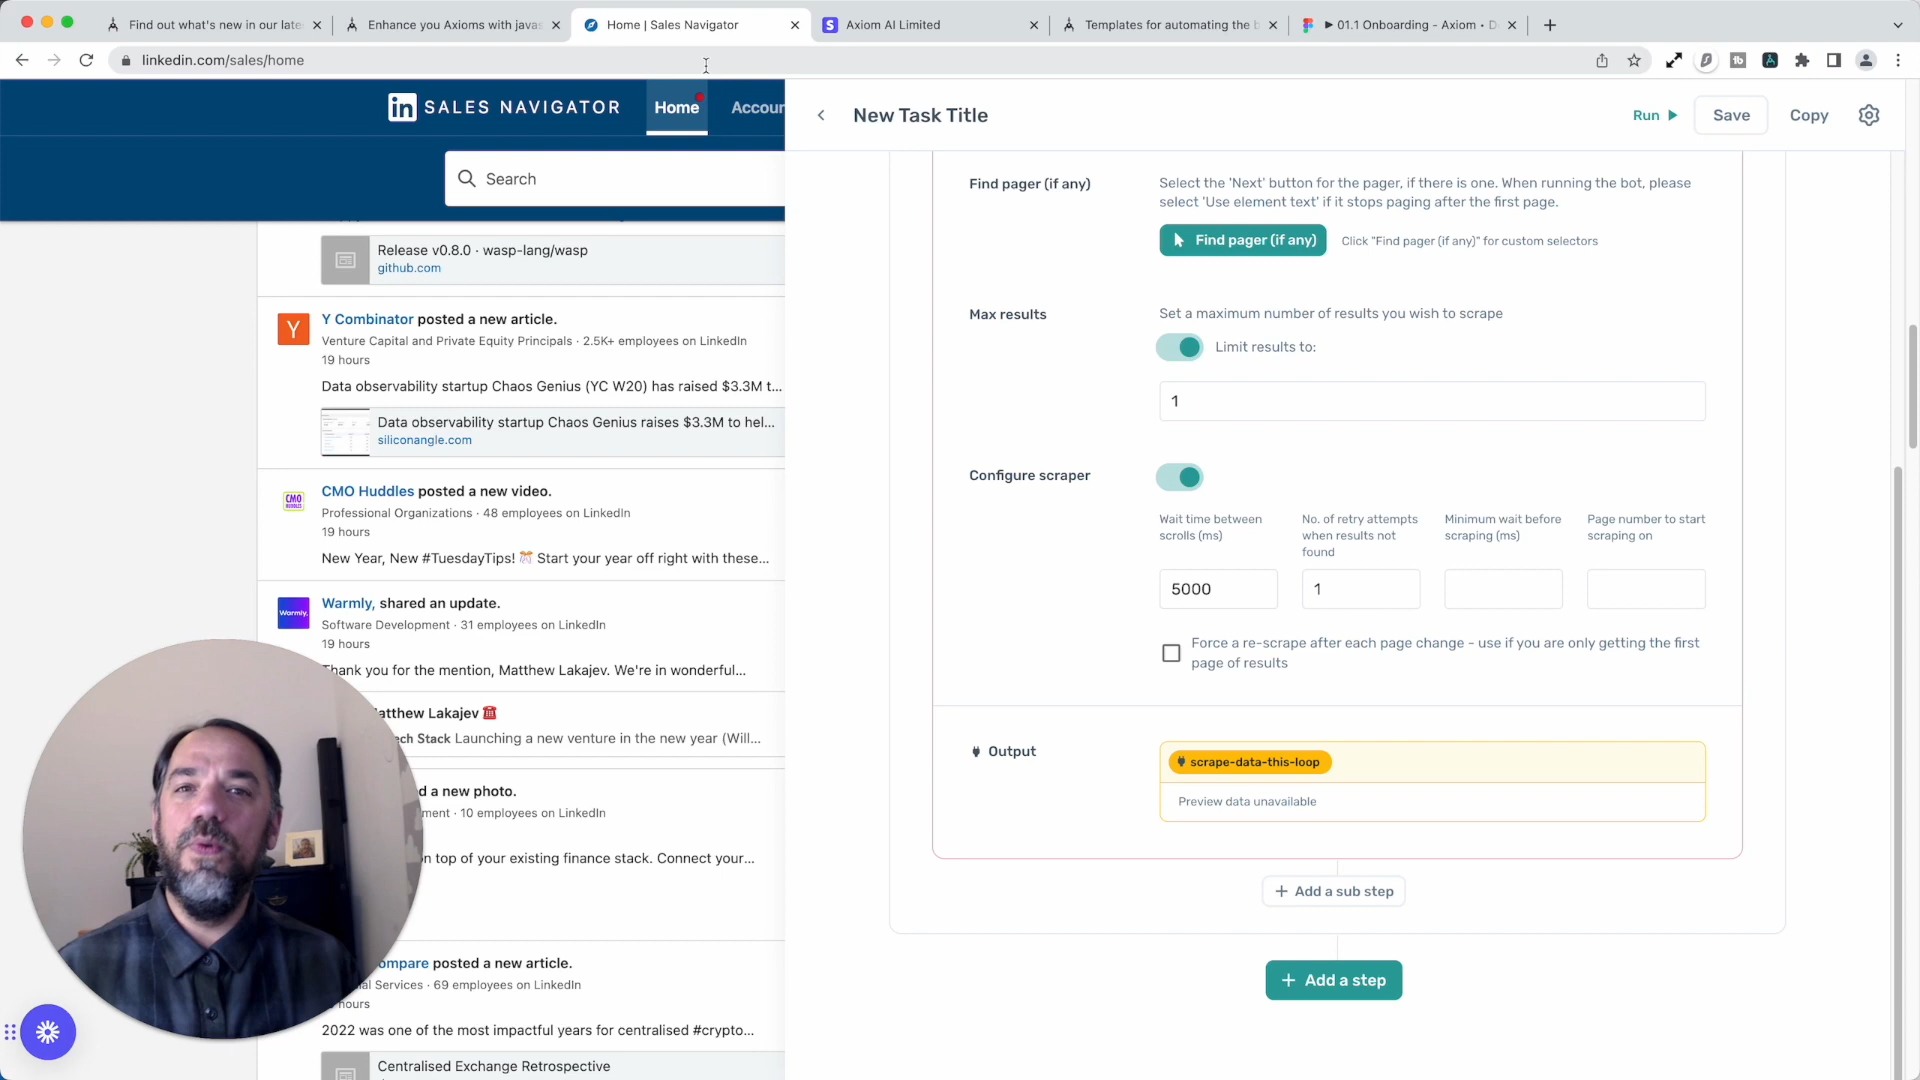 Find out what's new in our late
Enhance you Axioms with javas
Home | Sales Navigator
Axiom AI Limited
Templates for automating the b
▶ 01.1 Onboarding - Axiom • D
linkedin.com/sales/home
in SALES NAVIGATOR
Home
Accoun
Search
Release v0.8.0 · wasp-lang/wasp
github.com
Y
Y Combinator posted a new article.
Venture Capital and Private Equity Principals · 2.5K+ employees on LinkedIn
19 hours
Data observability startup Chaos Genius (YC W20) has raised $3.3M t...
Data observability startup Chaos Genius raises $3.3M to hel...
siliconangle.com
CMO
HUDDLES
CMO Huddles posted a new video.
Professional Organizations · 48 employees on LinkedIn
19 hours
New Year, New #TuesdayTips! 🎊 Start your year off right with these...
Warmly,
Warmly, shared an update.
Software Development · 31 employees on LinkedIn
19 hours
Thank you for the mention, Matthew Lakajev. We're in wonderful...
atthew Lakajev ☎
ech Stack Launching a new venture in the new year (Will...
d a new photo.
ment · 10 employees on LinkedIn
on top of your existing finance stack. Connect your...
ompare posted a new article.
ial Services · 69 employees on LinkedIn
hours
2022 was one of the most impactful years for centralised #crypto...
Centralised Exchange Retrospective
New Task Title
Run
Save
Copy
Find pager (if any)
Select the 'Next' button for the pager, if there is one. When running the bot, please
select 'Use element text' if it stops paging after the first page.
Find pager (if any)
Click "Find pager (if any)" for custom selectors
Max results
Set a maximum number of results you wish to scrape
Limit results to:
1
Configure scraper
Wait time between
scrolls (ms)
No. of retry attempts
when results not
found
Minimum wait before
scraping (ms)
Page number to start
scraping on
5000
1
Force a re-scrape after each page change - use if you are only getting the first
page of results
Output
scrape-data-this-loop
Preview data unavailable
+ Add a sub step
+ Add a step